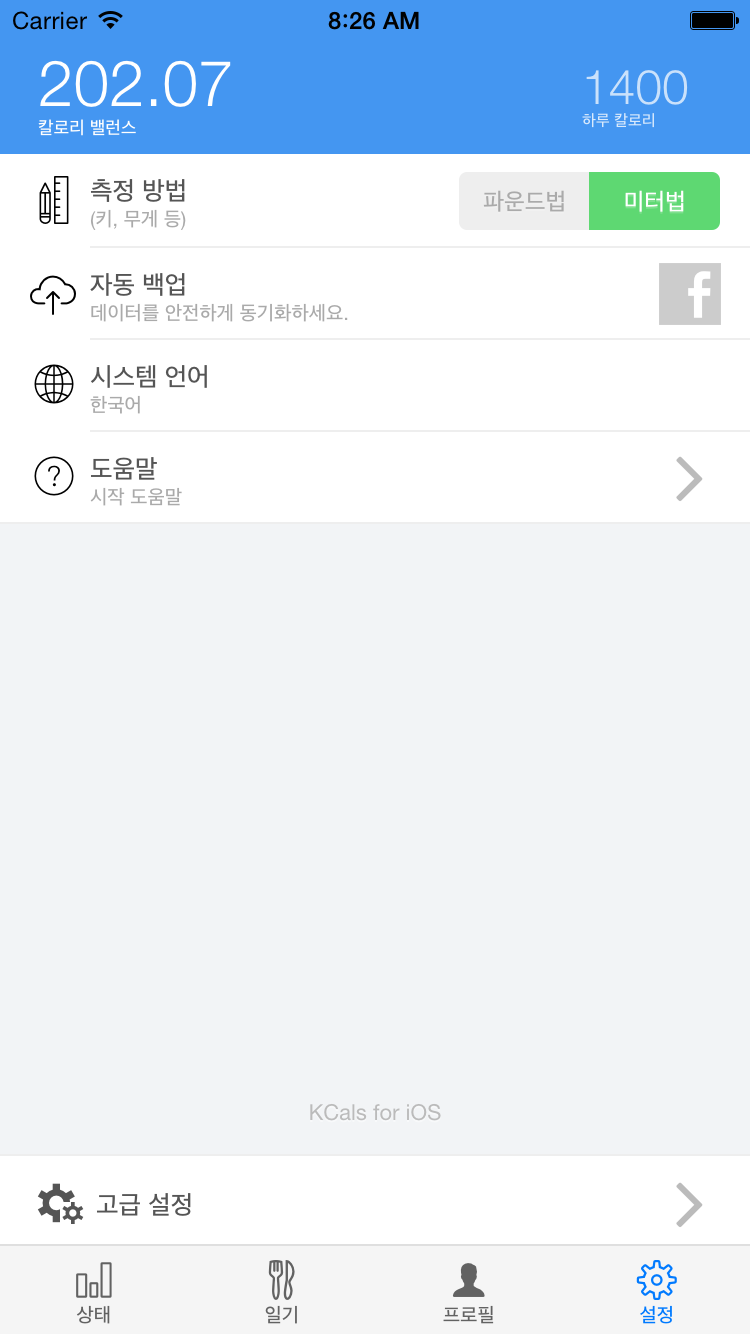 Carrier 8:26 AM
202.07
칼로리 밸런스
1400
하루 칼로리
측정 방법
(키, 무게 등)
파운드법 미터법
자동 백업
데이터를 안전하게 동기화하세요.
f
시스템 언어
한국어
?
도움말
시작 도움말
KCals for iOS
고급 설정
상태 일기 프로필 설정